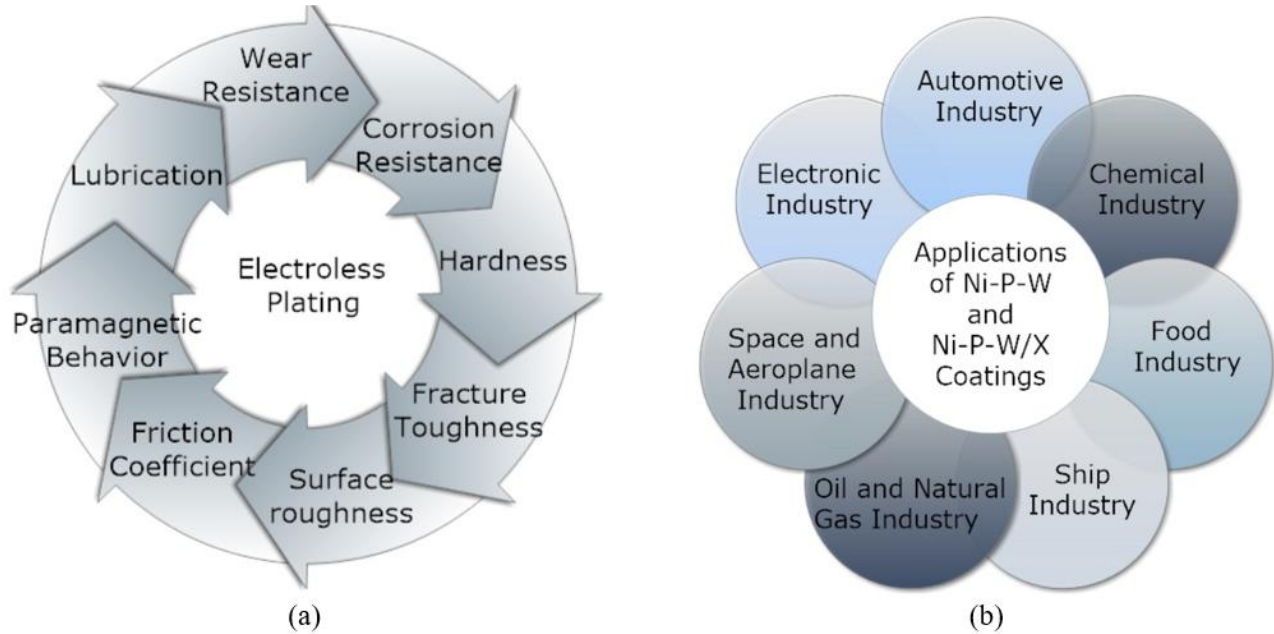 Wear
Resistance
Corrosion
Resistance
Hardness
Fracture
Toughness
Surface
roughness
Friction
Coefficient
Paramagnetic
Behavior
Lubrication
Electroless
Plating
(a)
Automotive
Industry
Chemical
Industry
Food
Industry
Ship
Industry
Oil and Natural
Gas Industry
Space and
Aeroplane
Industry
Electronic
Industry
Applications
of Ni-P-W
and
Ni-P-W/X
Coatings
(b)